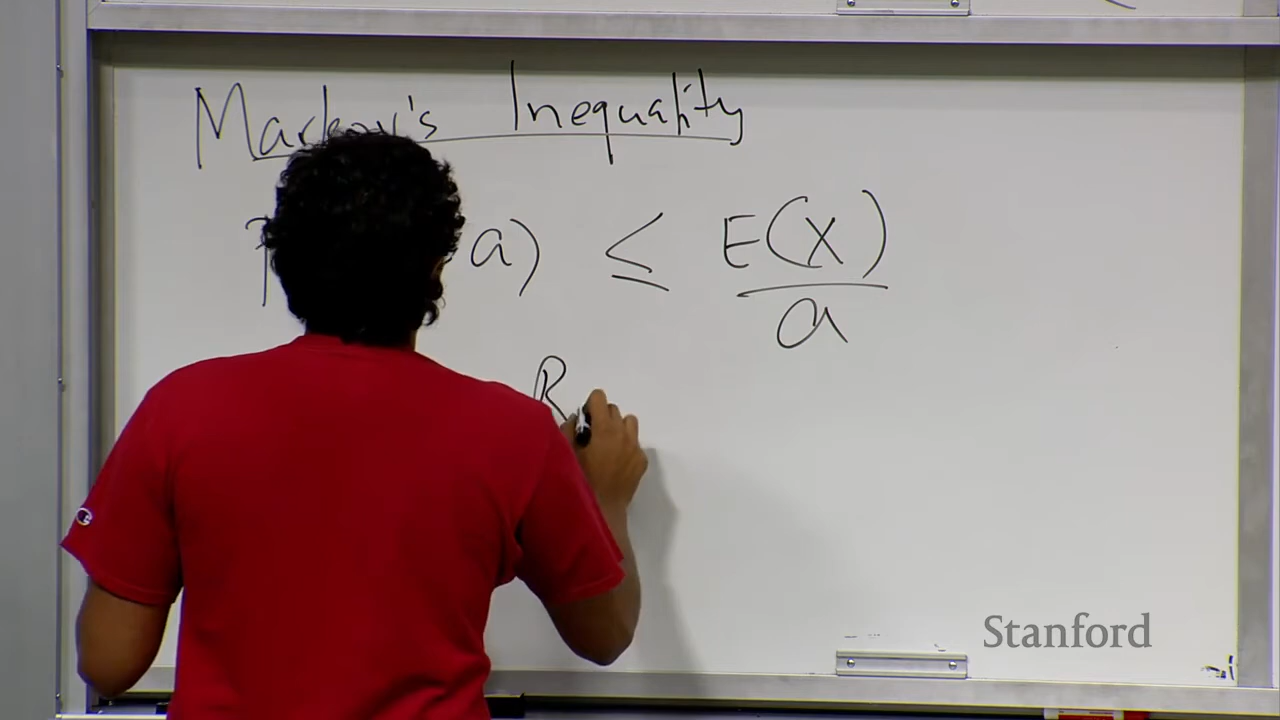 Markov's Inequality
a) ≤ E(X)
a
R
Stanford